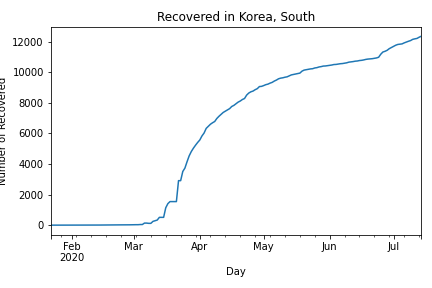 Recovered in Korea, South
Number of Recovered
12000
10000
8000
6000
4000
2000
0
Feb Mar Apr May Jun Jul
2020
Day